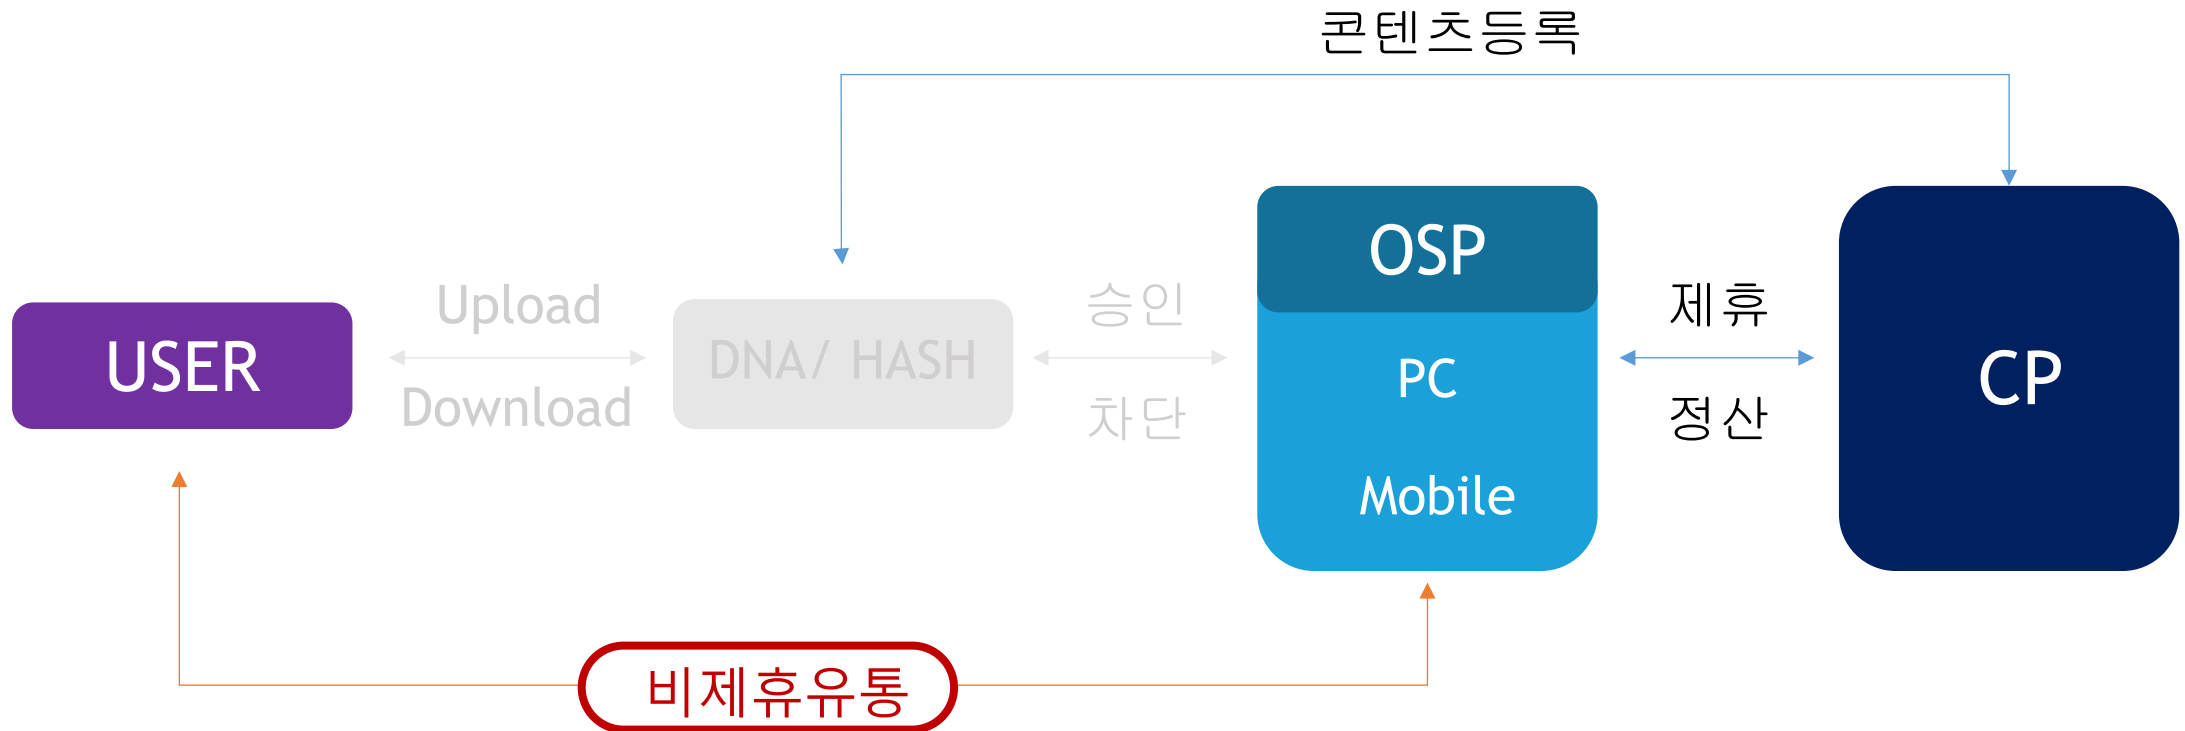 콘텐츠등록
USER
Upload
Download
DNA/ HASH
승인
차단
OSP
PC
Mobile
제휴
정산
CP
비제휴유통